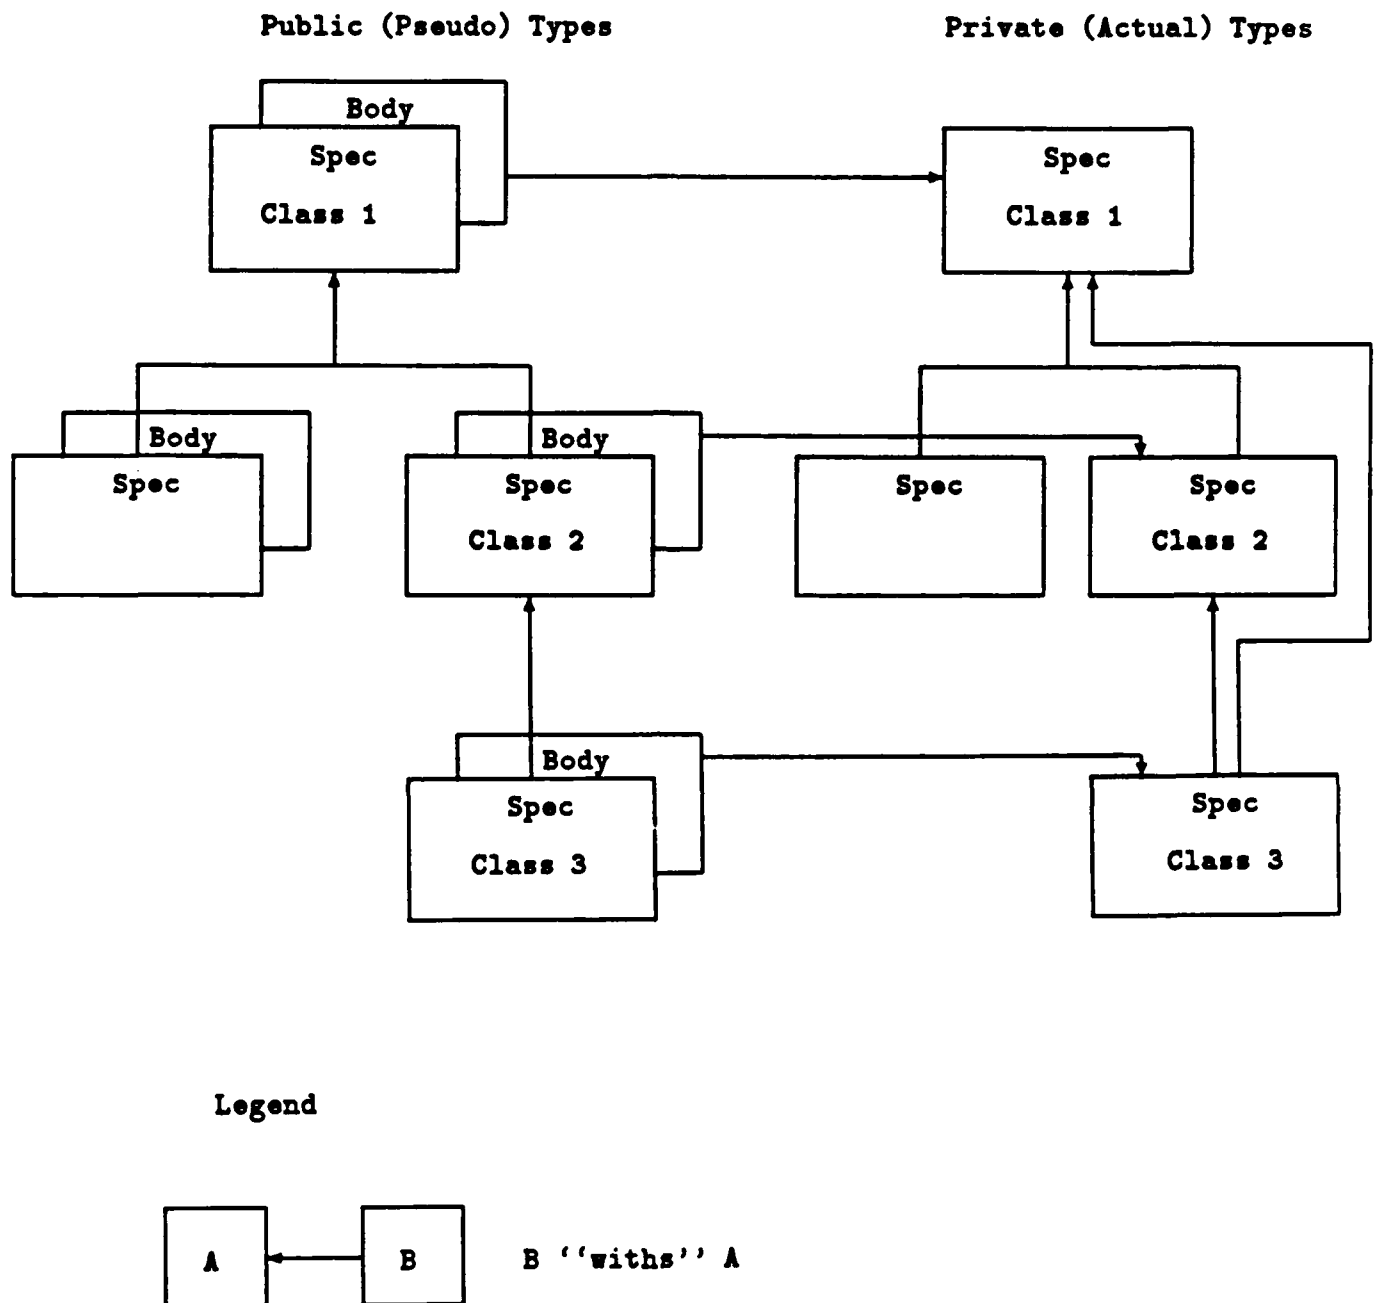 Public (Pseudo) Types
Private (Actual) Types
Body
Spec
Class 1
Spec
Class 1
Body
Spec
Body
Spec
Class 2
Spec
Spec
Class 2
Body
Spec
Class 3
Spec
Class 3
Legend
A
B
B ‘‘withs’’ A